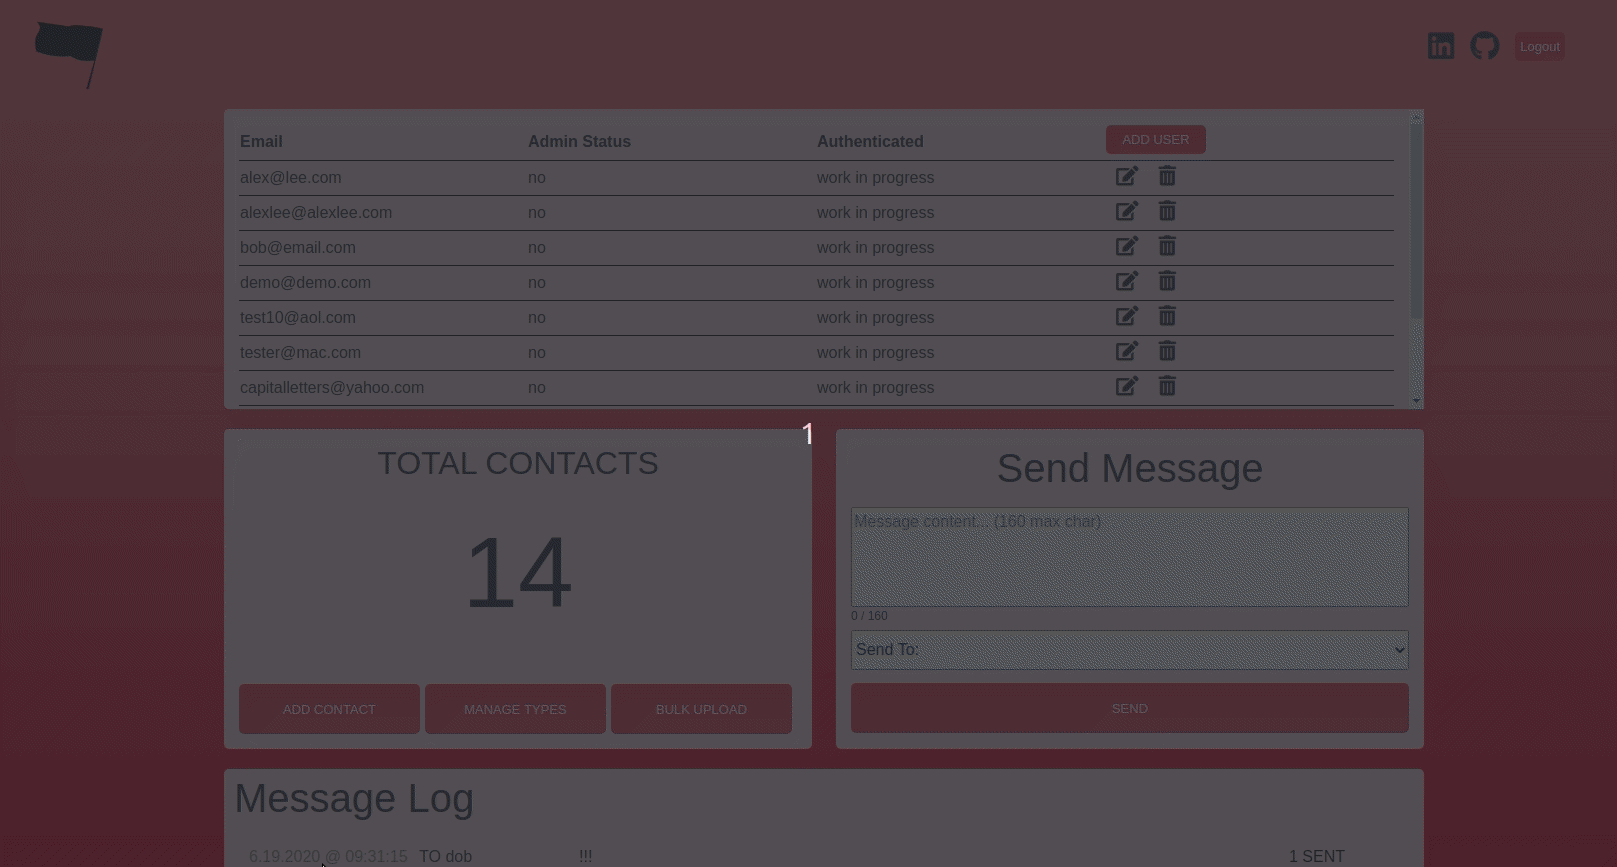 Logout
Email Admin Status Authenticated ADD USER
alex@lee.com no work in progress
alexlee@alexlee.com no work in progress
bob@email.com no work in progress
demo@demo.com no work in progress
test10@aol.com no work in progress
tester@mac.com no work in progress
capitalletters@yahoo.com no work in progress
1
TOTAL CONTACTS
14
ADD CONTACT MANAGE TYPES BULK UPLOAD
Send Message
Message content... (160 max char)
0 / 160
Send To:
SEND
Message Log
6.19.2020 @ 09:31:15 TO dob !!! 1 SENT